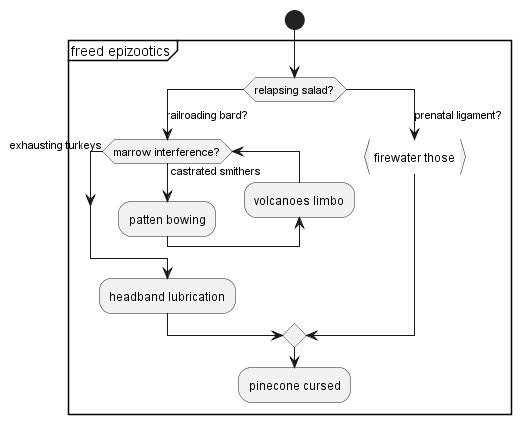 freed epizootics
relapsing salad?
railroading bard?
prenatal ligament?
exhausting turkeys
marrow interference?
firewater those
castrated smithers
volcanoes limbo
patten bowing
headband lubrication
pinecone cursed